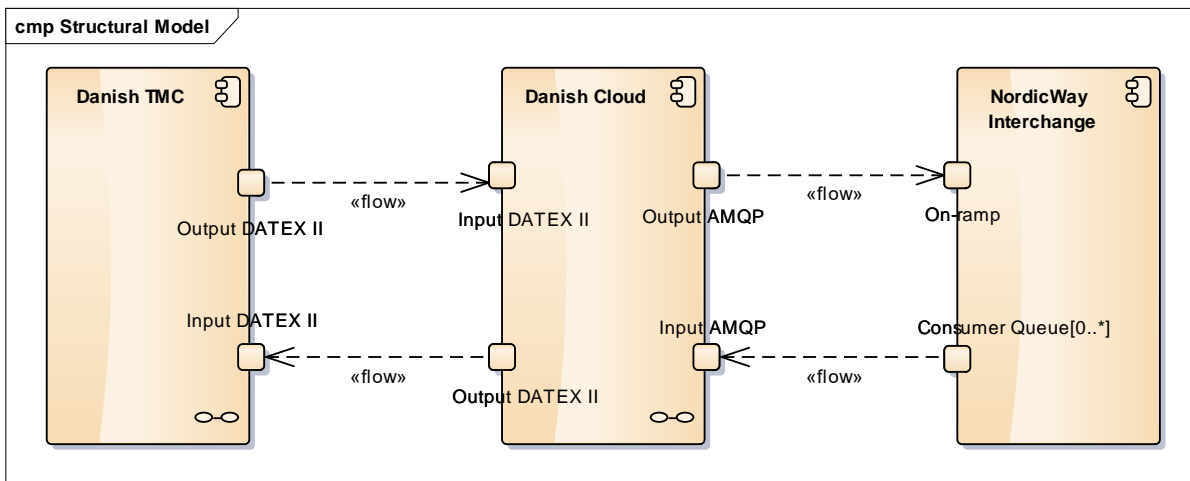 cmp Structural Model
Danish TMC
Danish Cloud
NordicWay
Interchange
«flow»
«flow»
Output DATEX II
Input DATEX II
Output AMQP
On-ramp
Input DATEX II
Input AMQP
Consumer Queue[0..*]
«flow»
«flow»
Output DATEX II